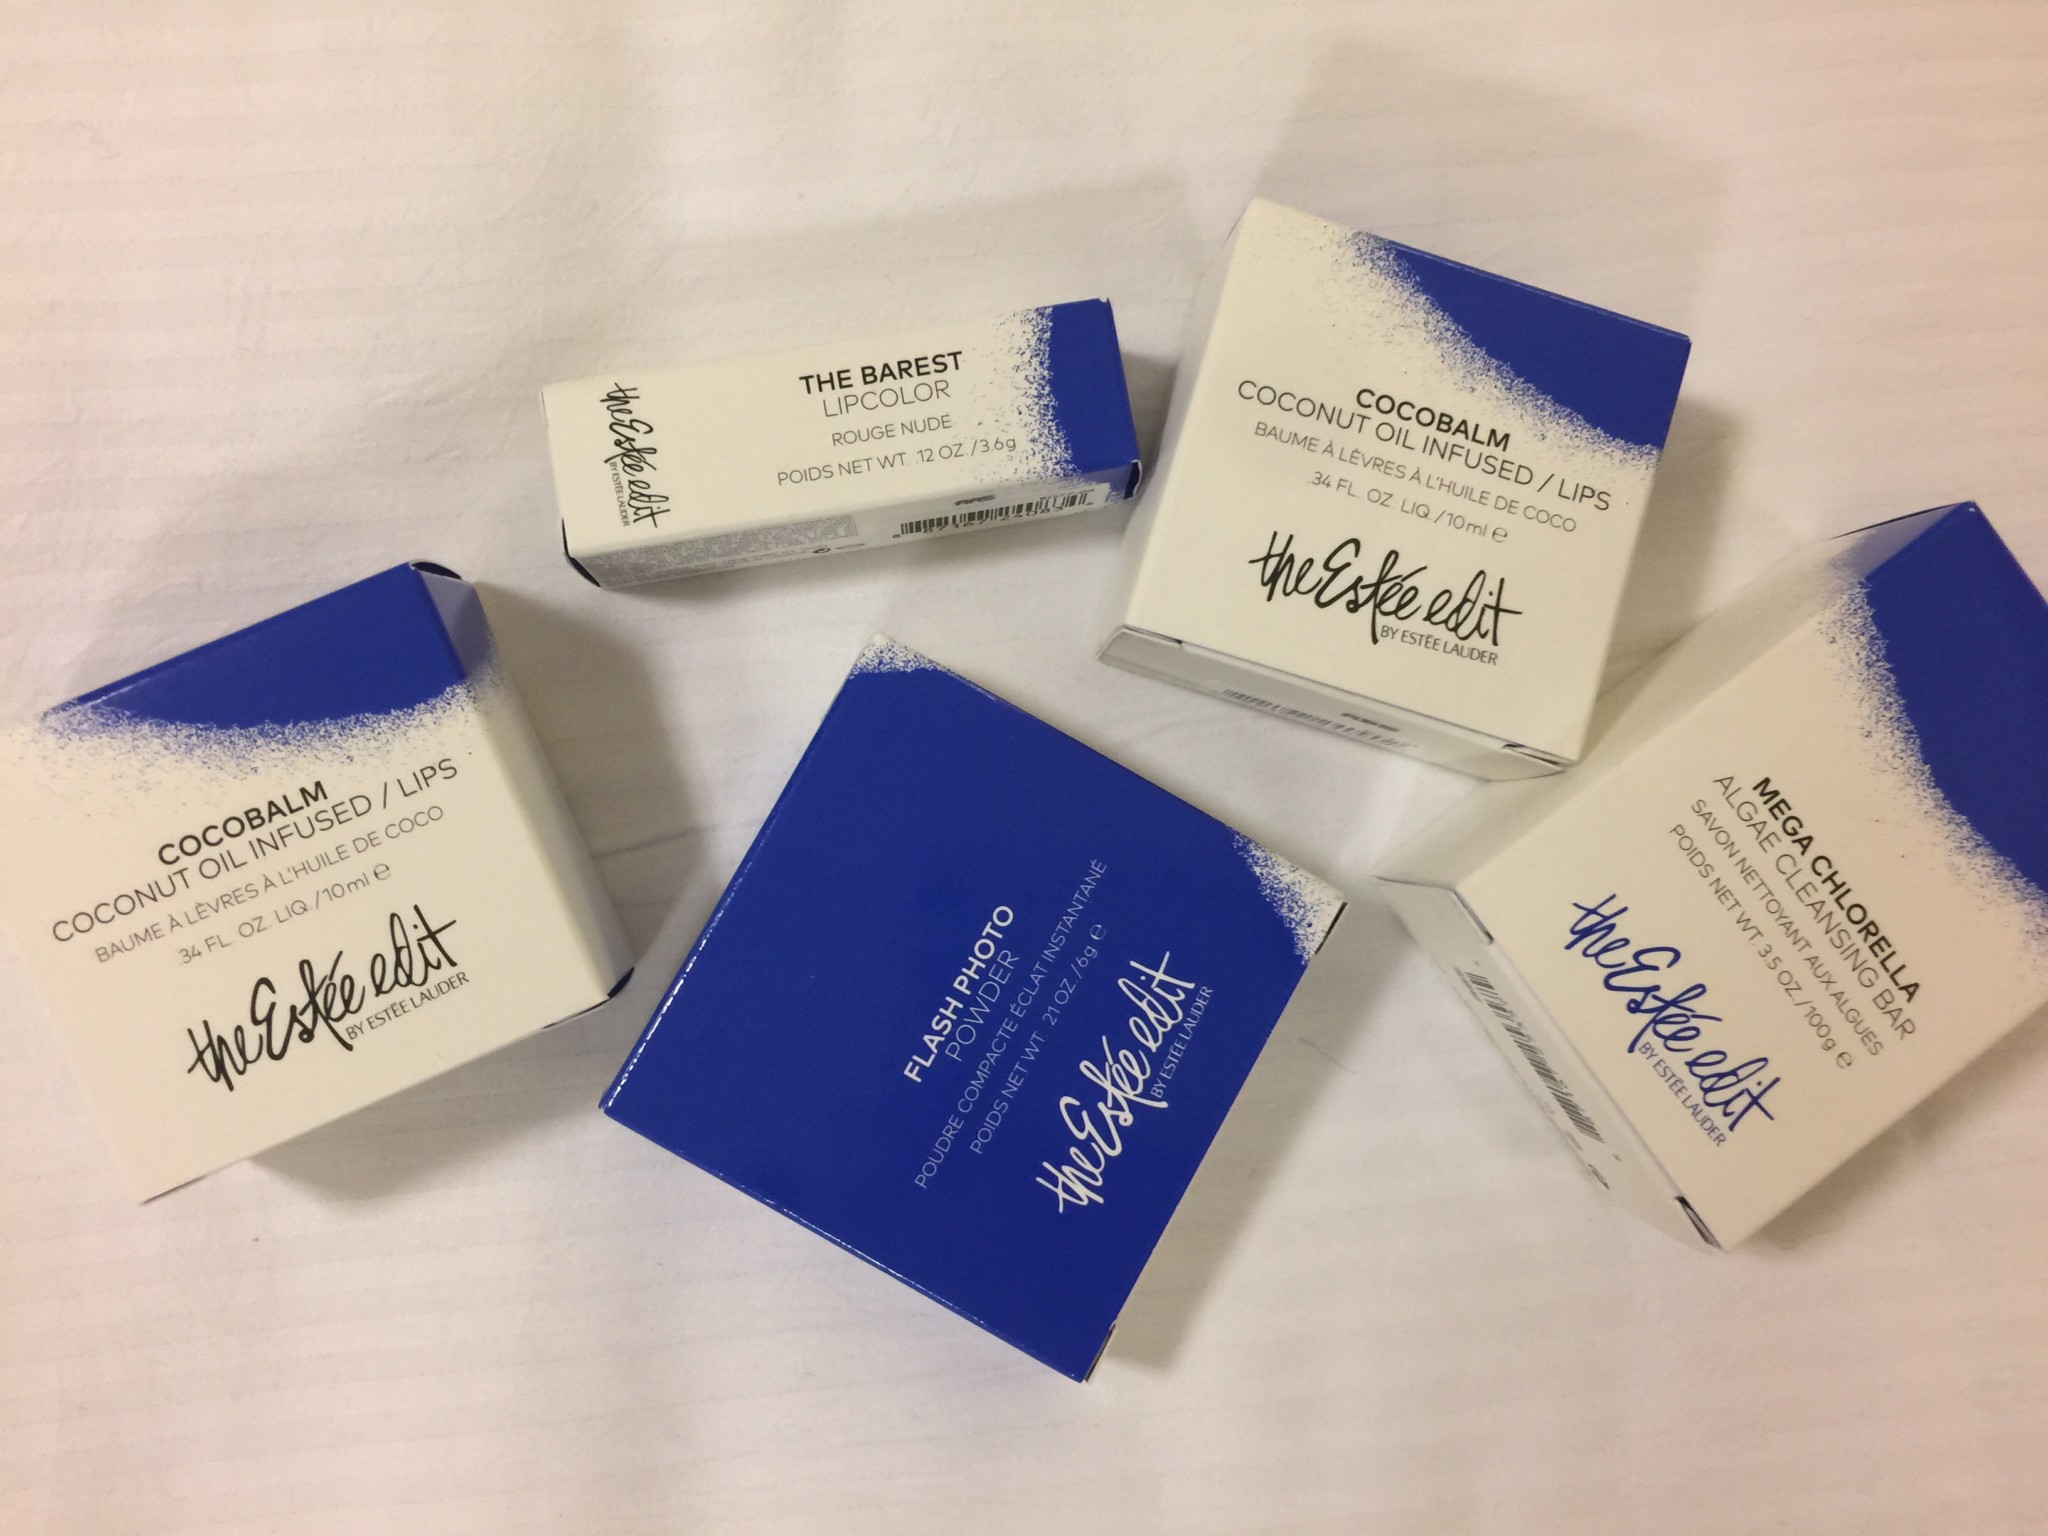 THE BAREST
LIPCOLOR
ROUGE NUDE
POIDS NET WT. .12 OZ./3.6g
the Estée edit
BY ESTĒE LAUDER
COCOBALM
COCONUT OIL INFUSED / LIPS
BAUME À LÈVRES À L'HUILE DE COCO
.34 FL. OZ. LIQ./10ml e
the Estée edit
BY ESTĒE LAUDER
COCOBALM
COCONUT OIL INFUSED / LIPS
BAUME À LÈVRES À L'HUILE DE COCO
.34 FL. OZ. LIQ./10ml e
the Estée edit
BY ESTĒE LAUDER
FLASH PHOTO
POWDER
POUDRE COMPACTE ÉCLAT INSTANTANÉ
POIDS NET WT. .21 OZ./6g e
the Estée edit
BY ESTĒE LAUDER
MEGA CHLORELLA
ALGAE CLEANSING BAR
SAVON NETTOYANT AUX ALGUES
POIDS NET WT. 3.5 OZ./100g e
the Estée edit
BY ESTĒE LAUDER